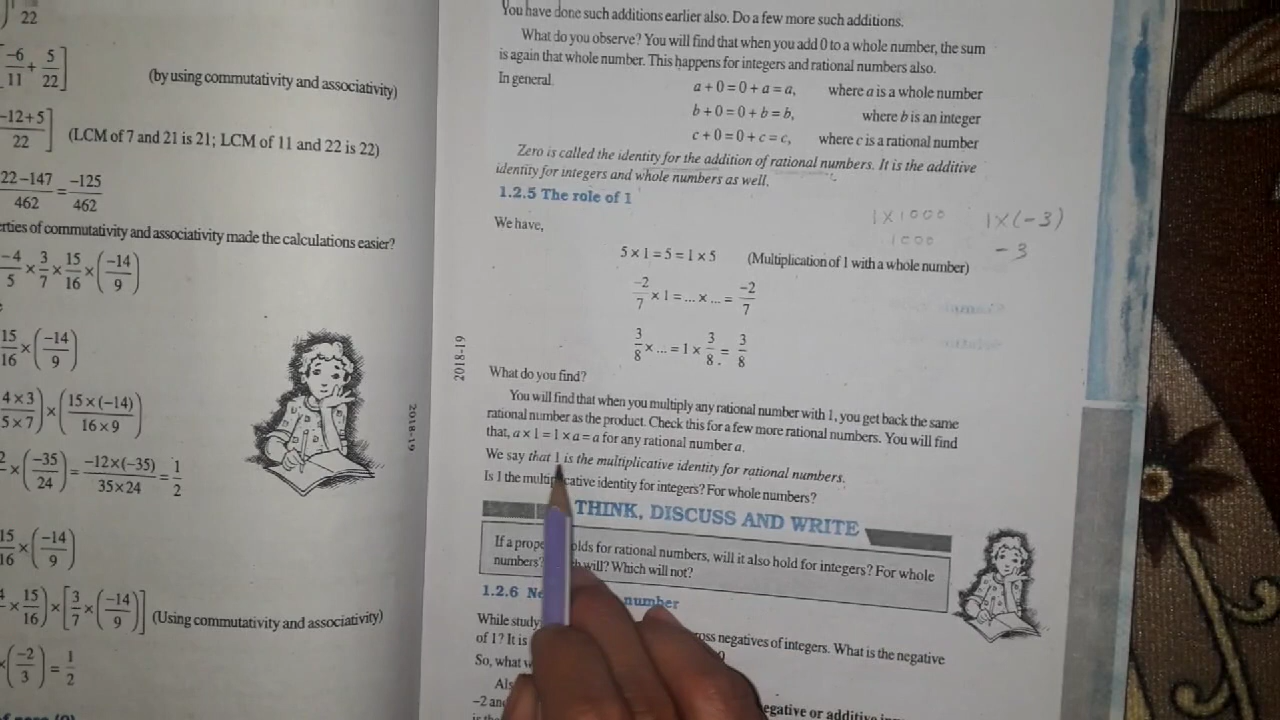 22
-6/11 + 5/22]
(by using commutativity and associativity)
-12+5/22] (LCM of 7 and 21 is 21; LCM of 11 and 22 is 22)
22-147/462 = -125/462
erties of commutativity and associativity made the calculations easier?
-4/5 × 3/7 × 15/16 × (-14/9)
15/16 × (-14/9)
4×3/5×7) × (15×(-14)/16×9)
× (-35/24) = -12×(-35)/35×24 = 1/2
15/16 × (-14/9)
× 15/16) × [3/7 × (-14/9)] (Using commutativity and associativity)
× (-2/3) = 1/2
2018-19
You have done such additions earlier also. Do a few more such additions.
What do you observe? You will find that when you add 0 to a whole number, the sum
is again that whole number. This happens for integers and rational numbers also.
In general,
a + 0 = 0 + a = a, where a is a whole number
b + 0 = 0 + b = b, where b is an integer
c + 0 = 0 + c = c, where c is a rational number
Zero is called the identity for the addition of rational numbers. It is the additive
identity for integers and whole numbers as well.
1.2.5 The role of 1
We have,
1 × 1000 1×(-3)
1000 -3
5 × 1 = 5 = 1 × 5 (Multiplication of 1 with a whole number)
-2/7 × 1 = ... × ... = -2/7
3/8 × ... = 1 × 3/8 = 3/8
2018-19
What do you find?
You will find that when you multiply any rational number with 1, you get back the same
rational number as the product. Check this for a few more rational numbers. You will find
that, a × 1 = 1 × a = a for any rational number a.
We say that 1 is the multiplicative identity for rational numbers.
Is 1 the multiplicative identity for integers? For whole numbers?
THINK, DISCUSS AND WRITE
If a prope olds for rational numbers, will it also hold for integers? For whole
numbers? will? Which will not?
1.2.6 Ne number
While study negatives of integers. What is the negative
of 1? It is
So, what
Als
-2 an egative or additive